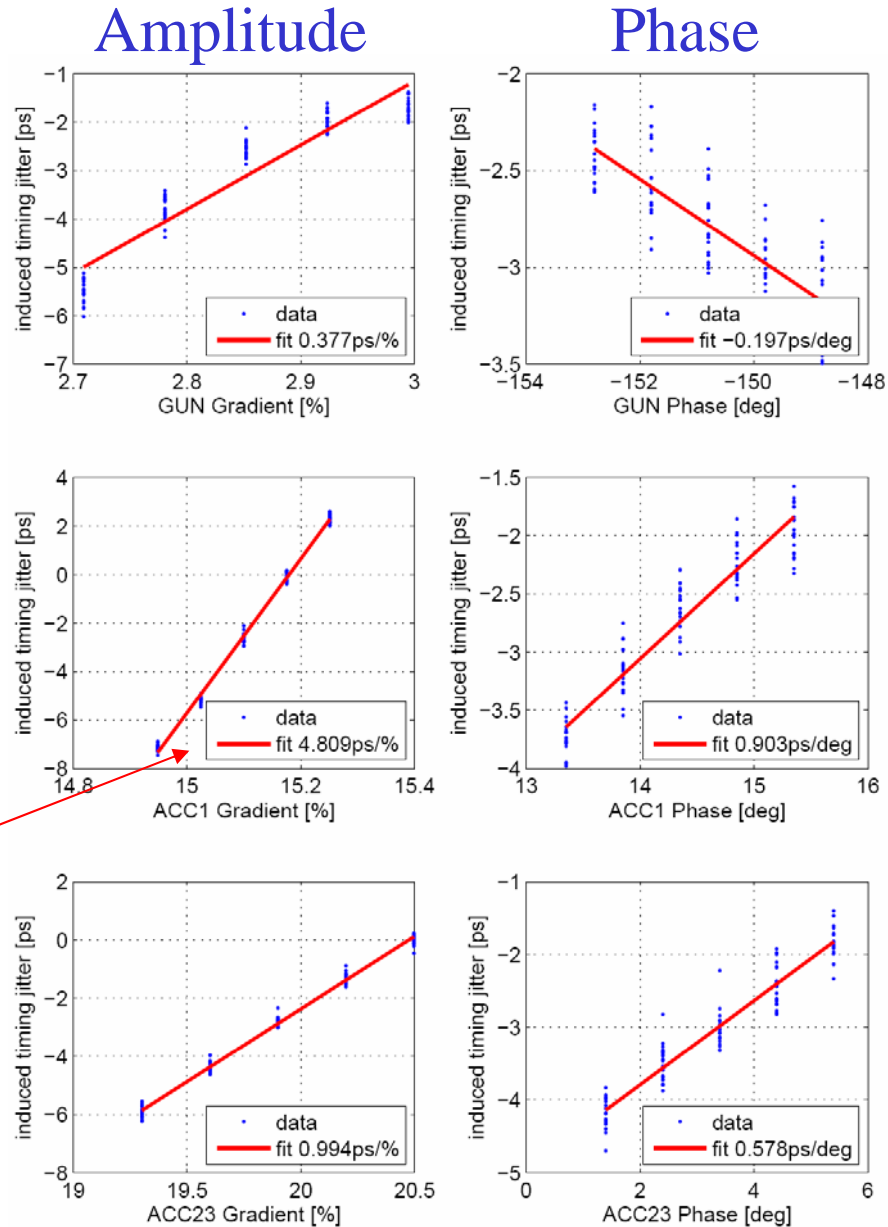 Amplitude
Phase
−1
−2
−3
−4
−5
−6
−7
induced timing jitter [ps]
data
fit 0.377ps/%
2.7
2.8
2.9
3
GUN Gradient [%]
−2
−2.5
−3
−3.5
induced timing jitter [ps]
data
fit −0.197ps/deg
−154
−152
−150
−148
GUN Phase [deg]
4
2
0
−2
−4
−6
−8
induced timing jitter [ps]
data
fit 4.809ps/%
14.8
15
15.2
15.4
ACC1 Gradient [%]
−1.5
−2
−2.5
−3
−3.5
−4
induced timing jitter [ps]
data
fit 0.903ps/deg
13
14
15
16
ACC1 Phase [deg]
2
0
−2
−4
−6
−8
induced timing jitter [ps]
data
fit 0.994ps/%
19
19.5
20
20.5
ACC23 Gradient [%]
−1
−2
−3
−4
−5
induced timing jitter [ps]
data
fit 0.578ps/deg
0
2
4
6
ACC23 Phase [deg]